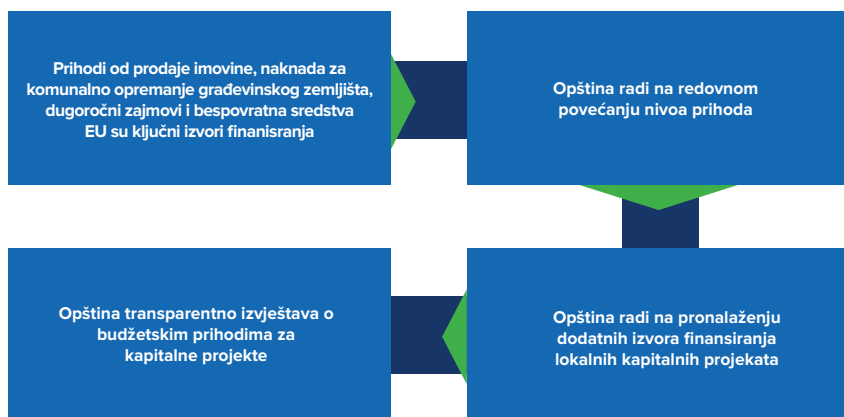 Prihodi od prodaje imovine, naknada za
komunalno opremanje građevinskog zemljišta,
dugoročni zajmovi i bespovratna sredstva
EU su ključni izvori finanisranja
Opština radi na redovnom
povećanju nivoa prihoda
Opština radi na pronalaženju
dodatnih izvora finansiranja
lokalnih kapitalnih projekata
Opština transparentno izvještava o
budžetskim prihodima za
kapitalne projekte